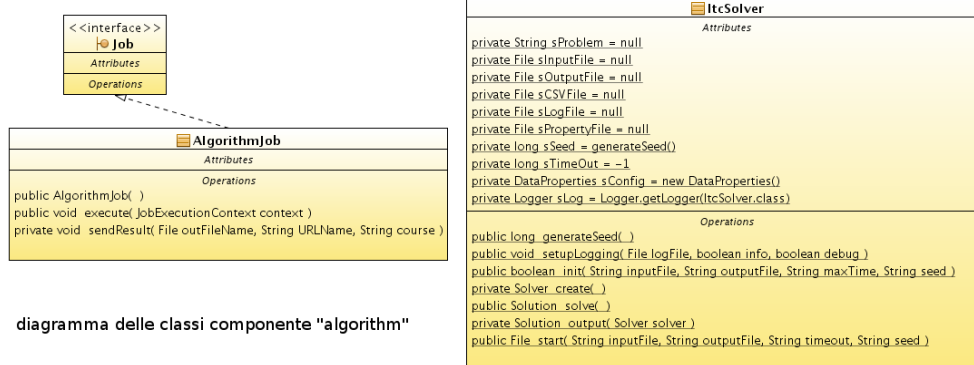 <<interface>>
Job
Attributes
Operations
AlgorithmJob
Attributes
Operations
public AlgorithmJob( )
public void execute( JobExecutionContext context )
private void sendResult( File outFileName, String URLName, String course )
diagramma delle classi componente "algorithm"
ItcSolver
Attributes
private String sProblem = null
private File sInputFile = null
private File sOutputFile = null
private File sCSVFile = null
private File sLogFile = null
private File sPropertyFile = null
private long sSeed = generateSeed()
private long sTimeOut = -1
private DataProperties sConfig = new DataProperties()
private Logger sLog = Logger.getLogger(ItcSolver.class)
Operations
public long generateSeed( )
public void setupLogging( File logFile, boolean info, boolean debug )
public boolean init( String inputFile, String outputFile, String maxTime, String seed )
private Solver create( )
public Solution solve( )
private Solution output( Solver solver )
public File start( String inputFile, String outputFile, String timeout, String seed )